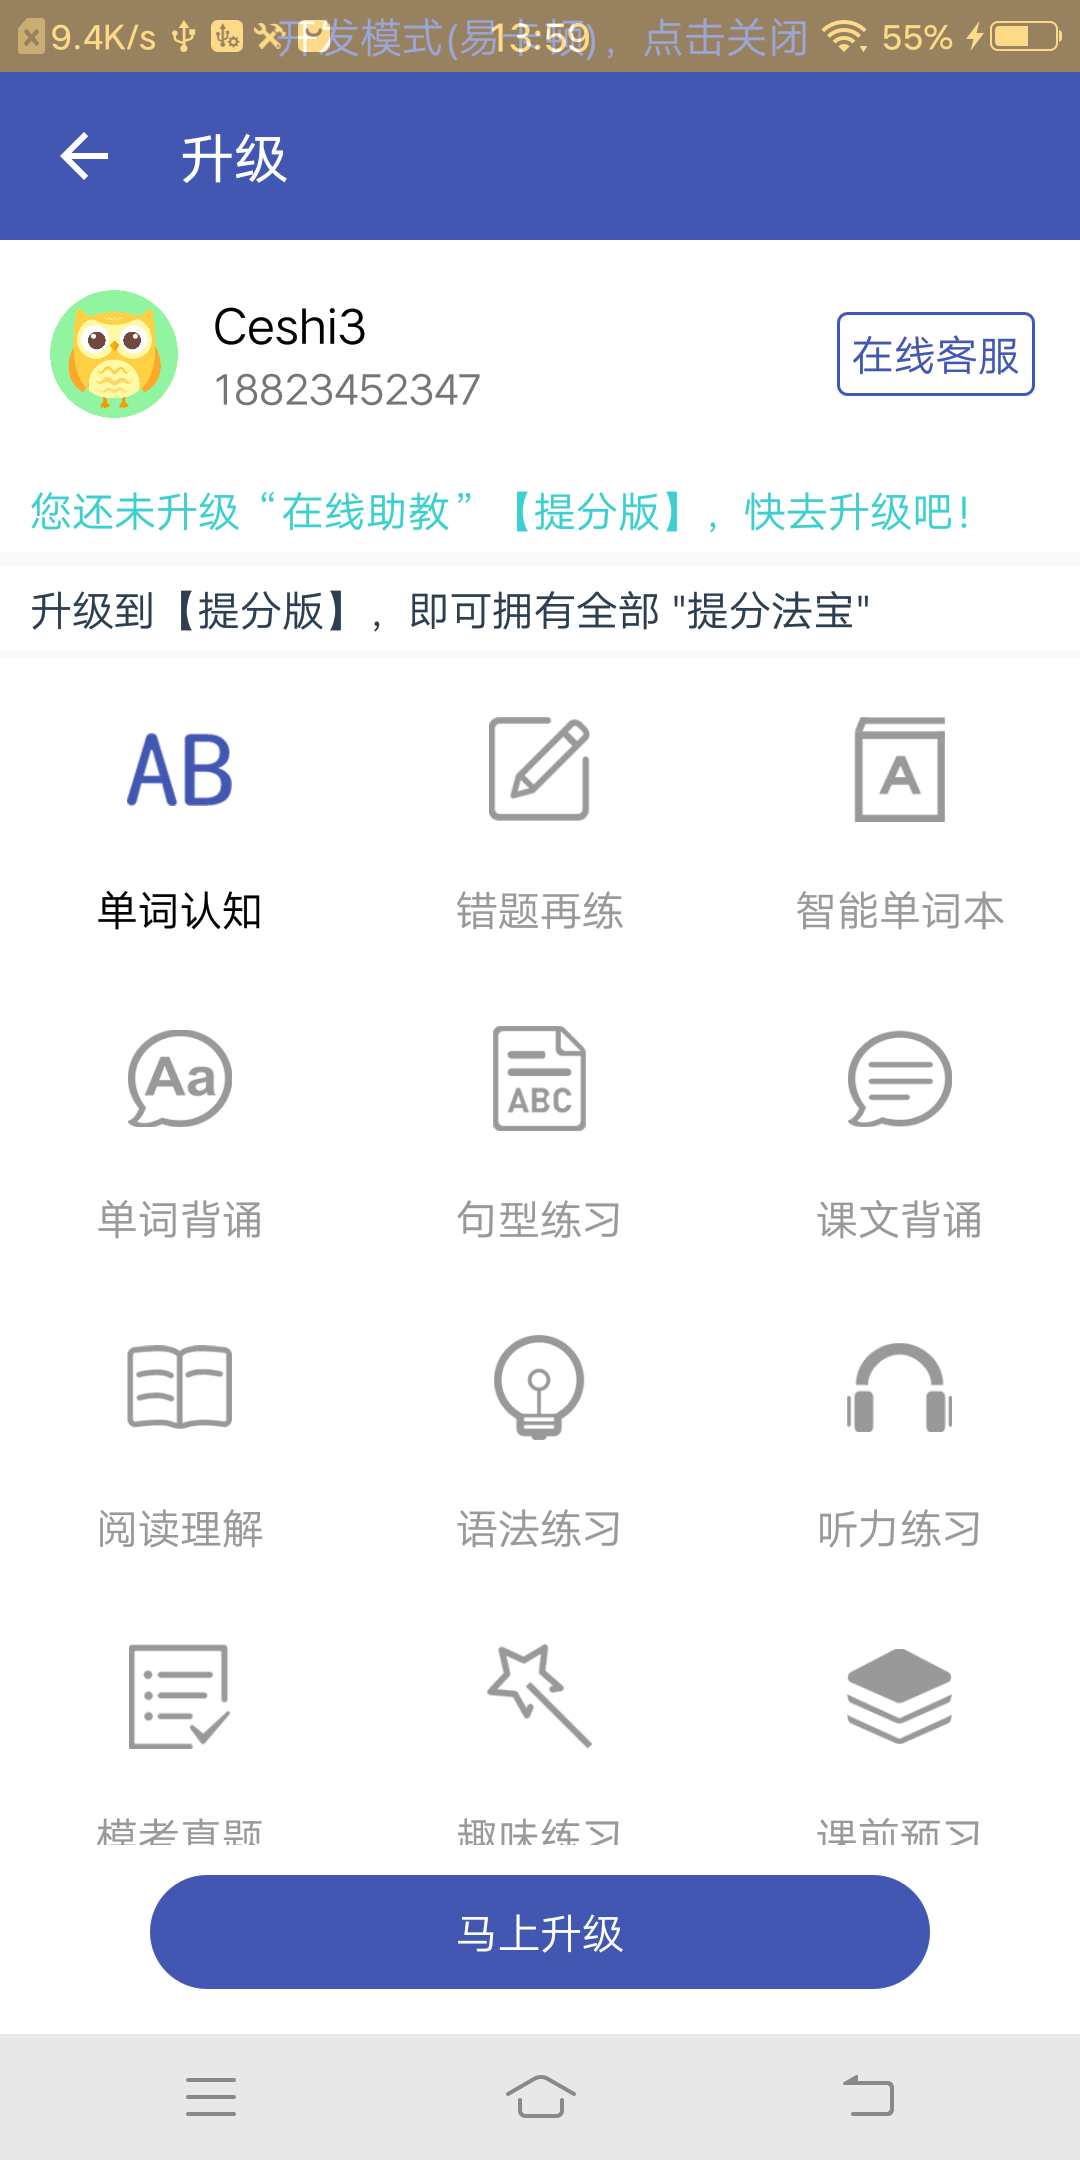 9.4K/s 开发模式(易卡顿)，点击关闭 13:59 55%
升级
Ceshi3
18823452347
在线客服
您还未升级“在线助教”【提分版】，快去升级吧！
升级到【提分版】，即可拥有全部 "提分法宝"
AB
A
单词认知 错题再练 智能单词本
Aa
ABC
单词背诵 句型练习 课文背诵
阅读理解 语法练习 听力练习
模考真题 趣味练习 课前预习
马上升级